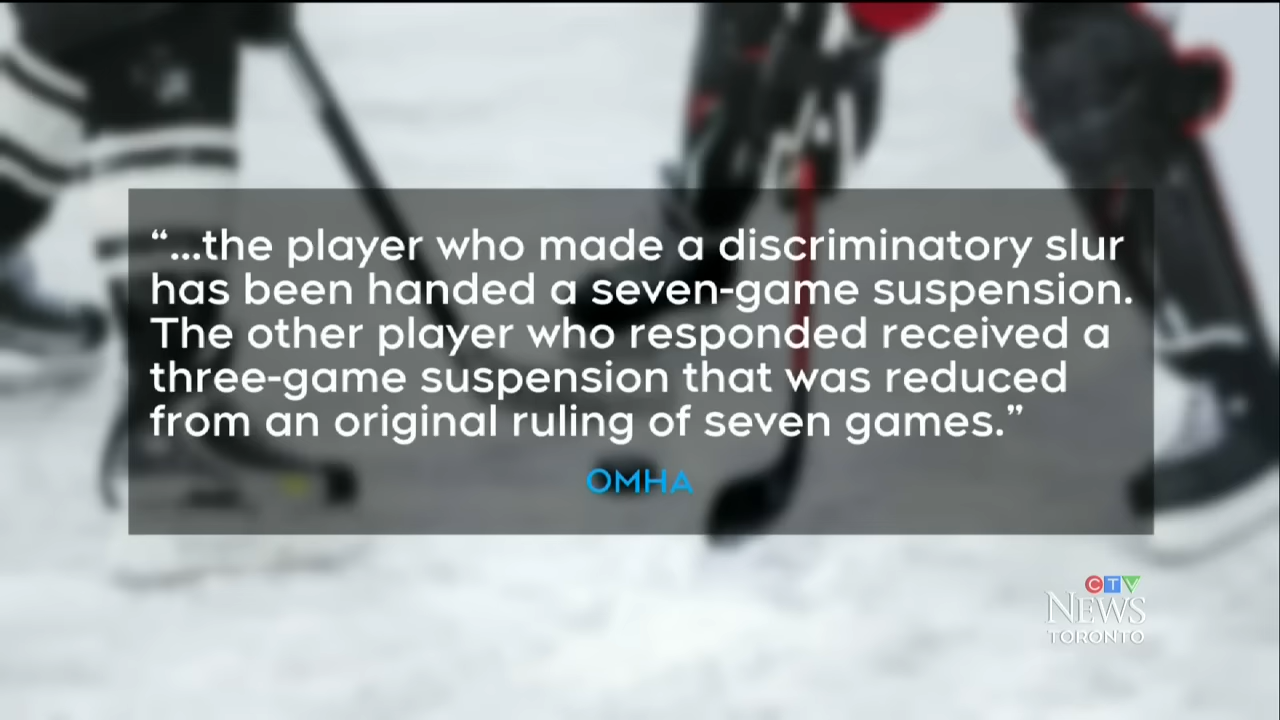 “...the player who made a discriminatory slur
has been handed a seven-game suspension.
The other player who responded received a
three-game suspension that was reduced
from an original ruling of seven games.”
OMHA
CTV
NEWS
TORONTO